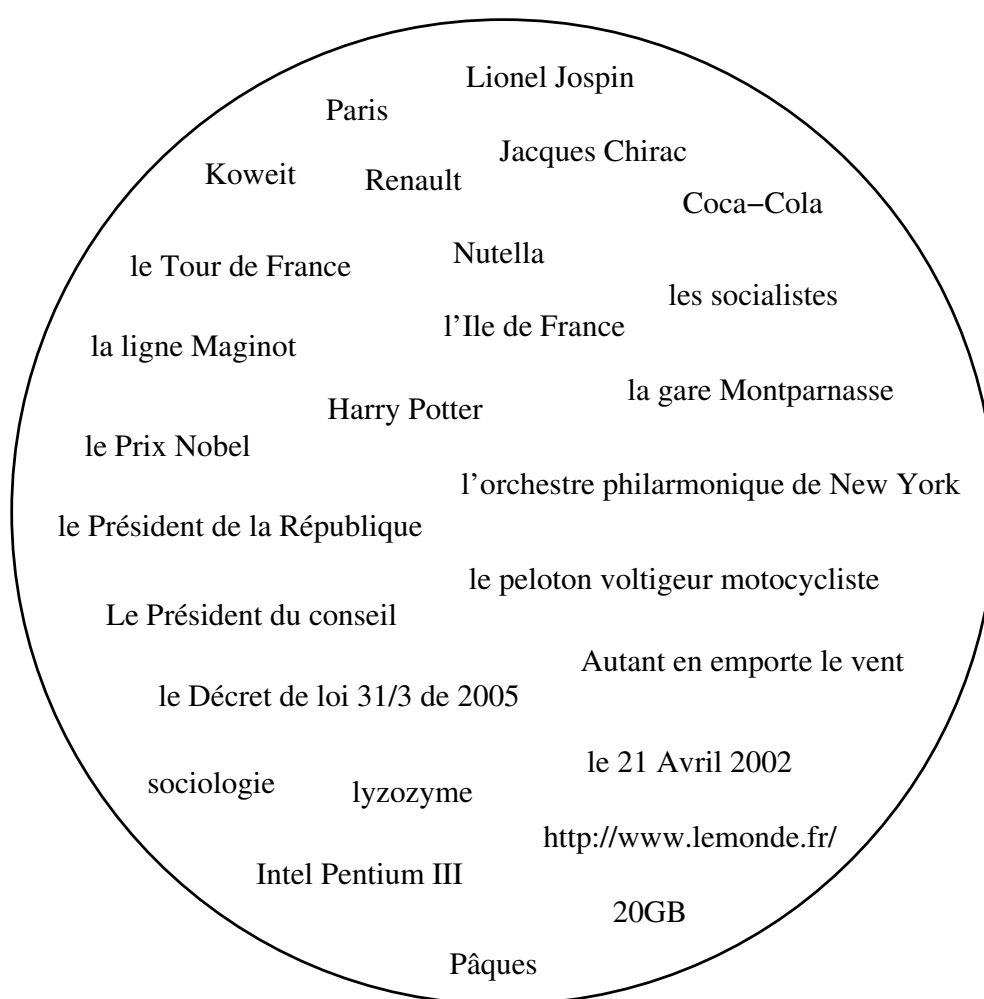 Lionel Jospin
Paris
Jacques Chirac
Koweit
Renault
Coca−Cola
Nutella
le Tour de France
les socialistes
l'Ile de France
la ligne Maginot
la gare Montparnasse
Harry Potter
le Prix Nobel
l'orchestre philarmonique de New York
le Président de la République
le peloton voltigeur motocycliste
Le Président du conseil
Autant en emporte le vent
le Décret de loi 31/3 de 2005
le 21 Avril 2002
sociologie
lyzozyme
http://www.lemonde.fr/
Intel Pentium III
20GB
Pâques